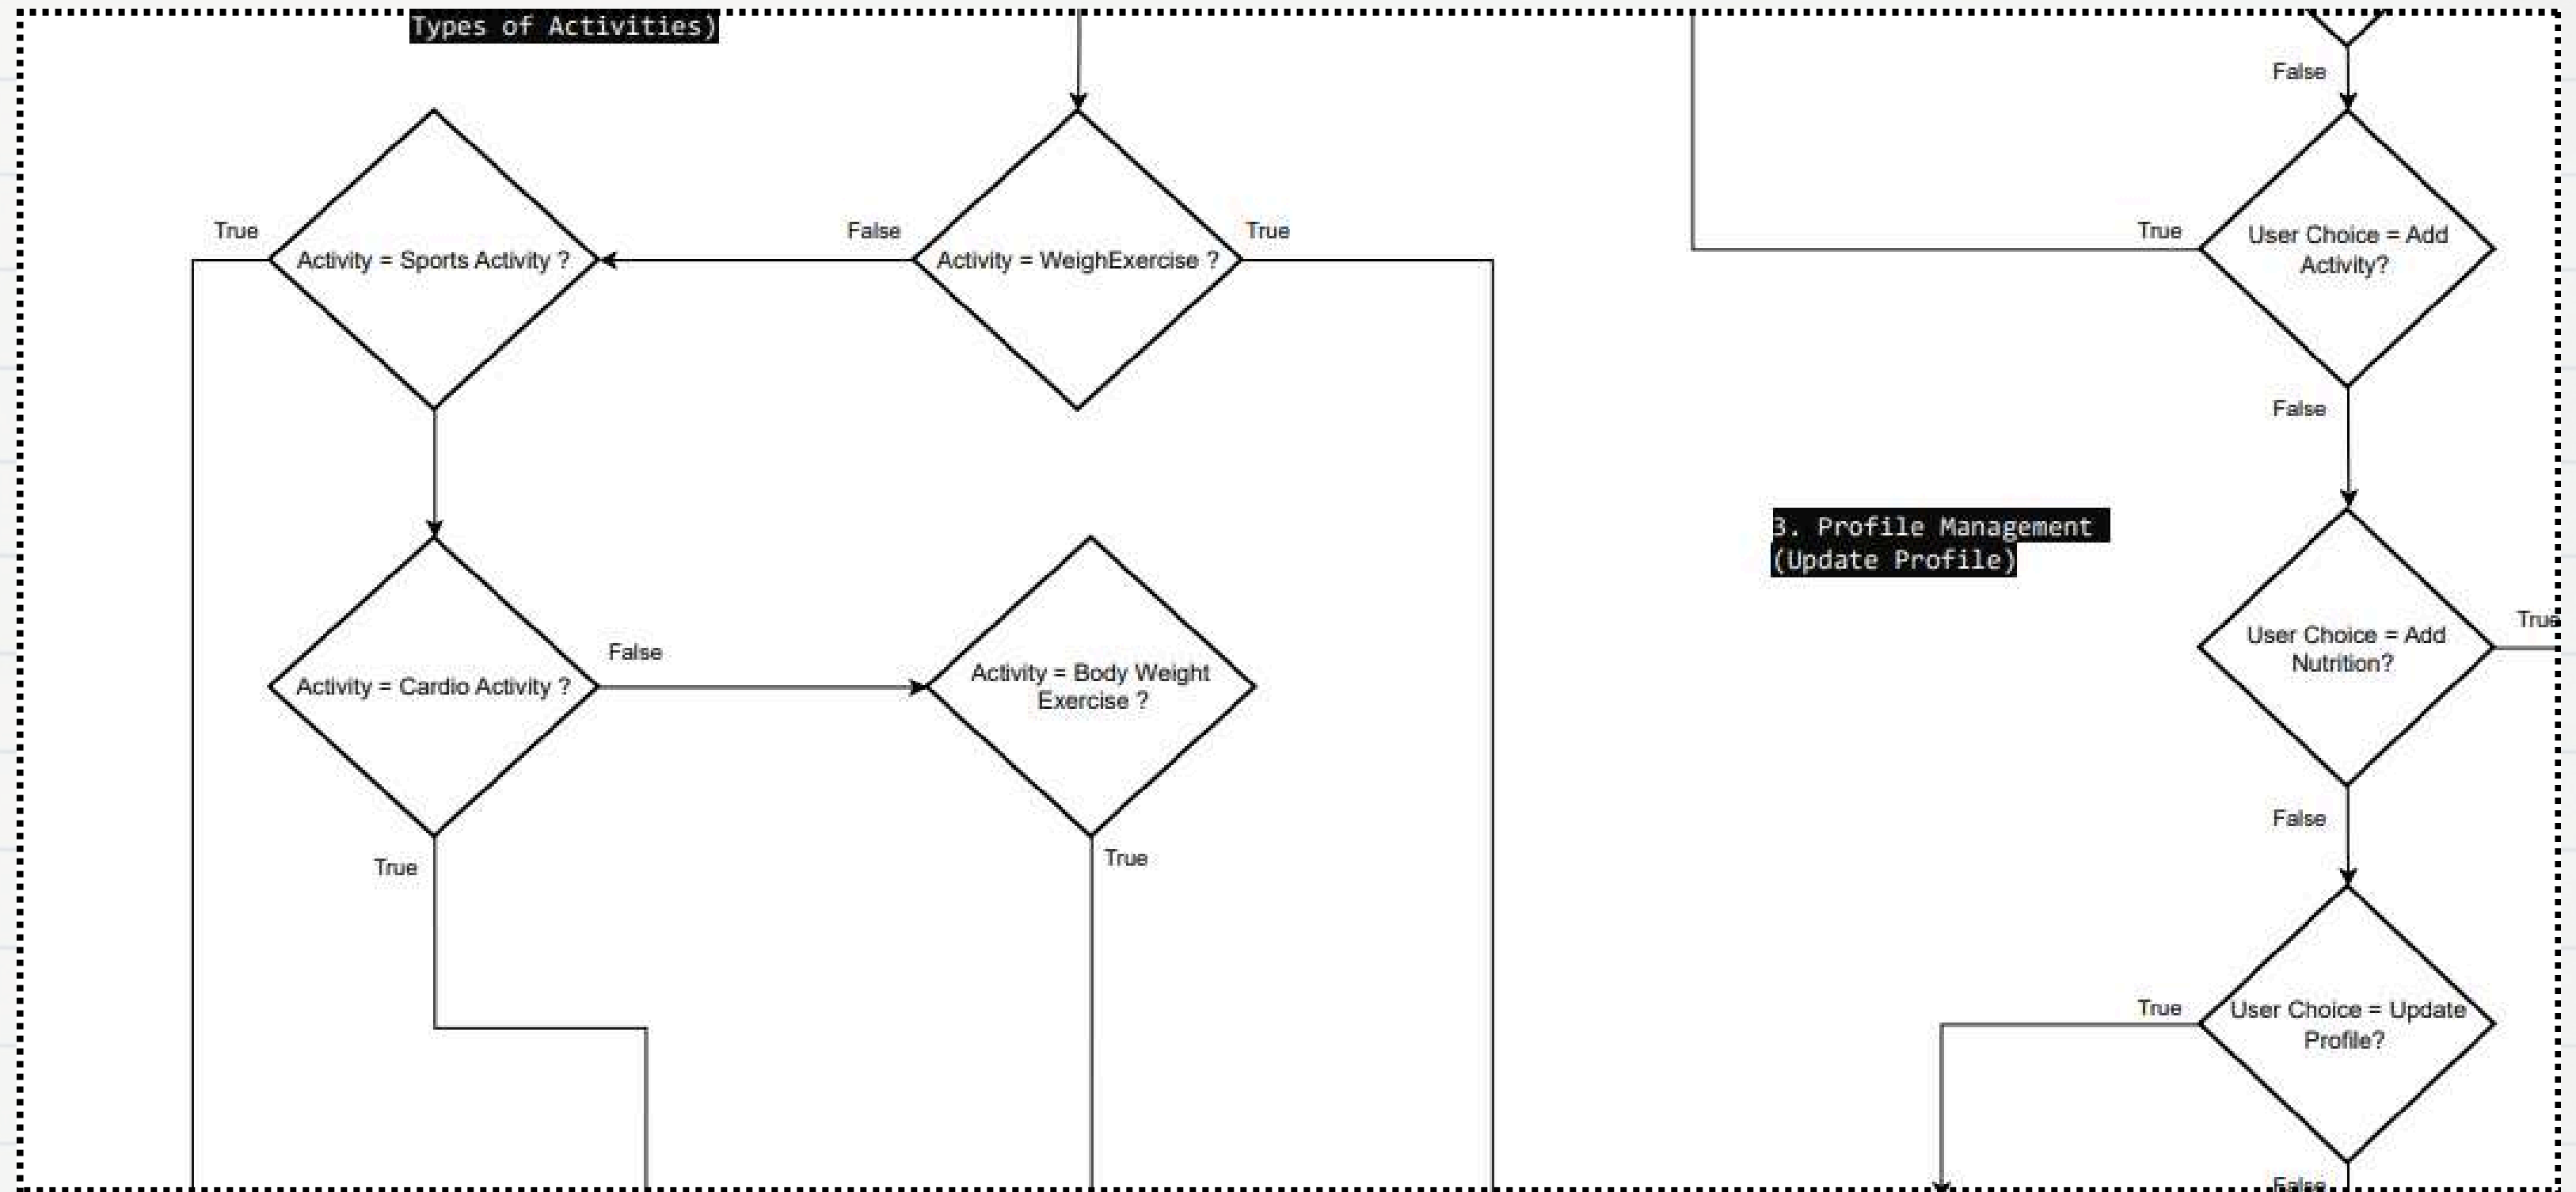 Types of Activities)
False
True
Activity = Sports Activity ?
False
Activity = WeighExercise ?
True
True
User Choice = Add
Activity?
False
3. Profile Management
(Update Profile)
True
User Choice = Add
Nutrition?
Activity = Cardio Activity ?
False
Activity = Body Weight
Exercise ?
True
True
False
True
User Choice = Update
Profile?
False